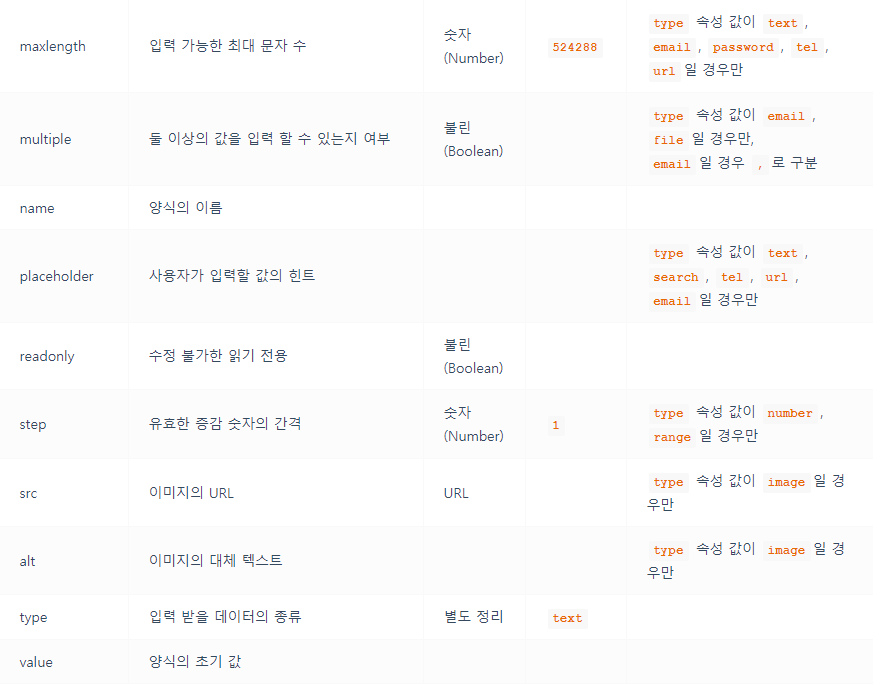 maxlength 입력 가능한 최대 문자 수 숫자 (Number) 524288 type 속성 값이 text ,
email , password , tel ,
url 일 경우만
multiple 둘 이상의 값을 입력 할 수 있는지 여부 불린 (Boolean) type 속성 값이 email ,
file 일 경우만,
email 일 경우 , 로 구분
name 양식의 이름
placeholder 사용자가 입력할 값의 힌트 type 속성 값이 text ,
search , tel , url ,
email 일 경우만
readonly 수정 불가한 읽기 전용 불린 (Boolean)
step 유효한 증감 숫자의 간격 숫자 (Number) 1 type 속성 값이 number ,
range 일 경우만
src 이미지의 URL URL type 속성 값이 image 일 경
우만
alt 이미지의 대체 텍스트 type 속성 값이 image 일 경
우만
type 입력 받을 데이터의 종류 별도 정리 text
value 양식의 초기 값